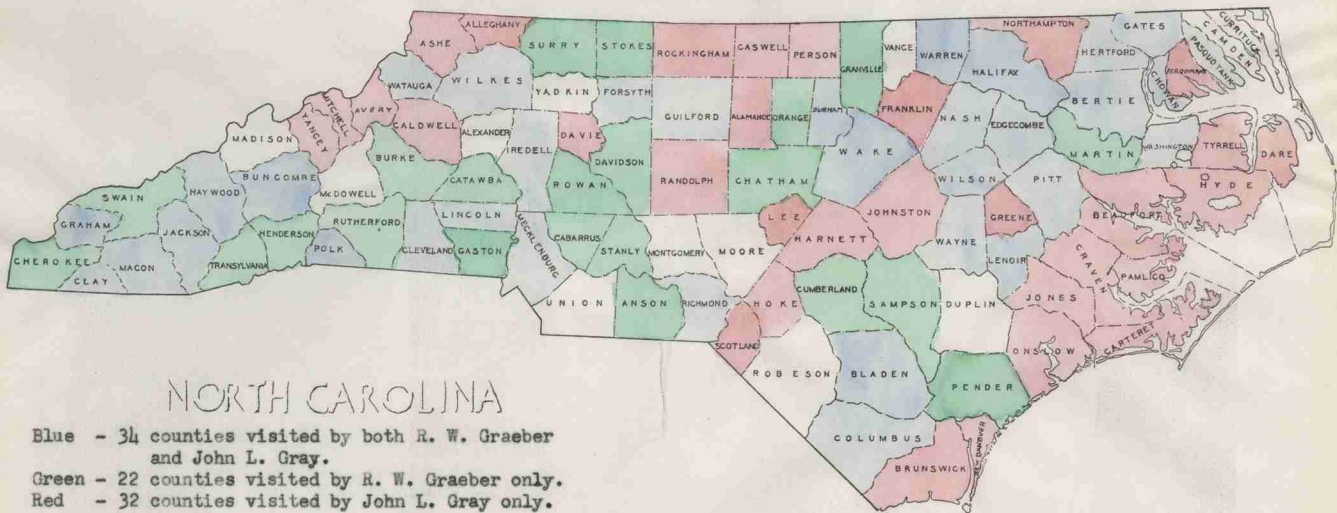 ALLEGHANY
ASHE
SURRY
STOKES
ROCKINGHAM
CASWELL
PERSON
GRANVILLE
VANCE
WARREN
NORTHAMPTON
GATES
HERTFORD
CURRITUCK
CAMDEN
PASQUOTANK
PERQUIMANS
CHOWAN
HALIFAX
BERTIE
WATAUGA
WILKES
YADKIN
FORSYTH
GUILFORD
ALAMANCE
ORANGE
DURHAM
FRANKLIN
NASH
EDGECOMBE
MARTIN
WASHINGTON
TYRRELL
DARE
MITCHELL
AVERY
YANCEY
MADISON
CALDWELL
ALEXANDER
IREDELL
DAVIE
DAVIDSON
RANDOLPH
CHATHAM
WAKE
WILSON
PITT
BEAUFORT
HYDE
BUNCOMBE
McDOWELL
BURKE
CATAWBA
ROWAN
SWAIN
HAYWOOD
GRAHAM
JACKSON
HENDERSON
RUTHERFORD
LINCOLN
CLEVELAND
GASTON
MECKLENBURG
CABARRUS
STANLY
MONTGOMERY
MOORE
LEE
HARNETT
JOHNSTON
GREENE
WAYNE
LENOIR
CRAVEN
PAMLICO
CHEROKEE
CLAY
MACON
TRANSYLVANIA
POLK
UNION
ANSON
RICHMOND
HOKE
CUMBERLAND
SAMPSON
DUPLIN
JONES
ONSLOW
CARTERET
SCOTLAND
ROBESON
BLADEN
PENDER
COLUMBUS
BRUNSWICK
NEW HANOVER
NORTH CAROLINA
Blue - 34 counties visited by both R. W. Graeber
and John L. Gray.
Green - 22 counties visited by R. W. Graeber only.
Red - 32 counties visited by John L. Gray only.